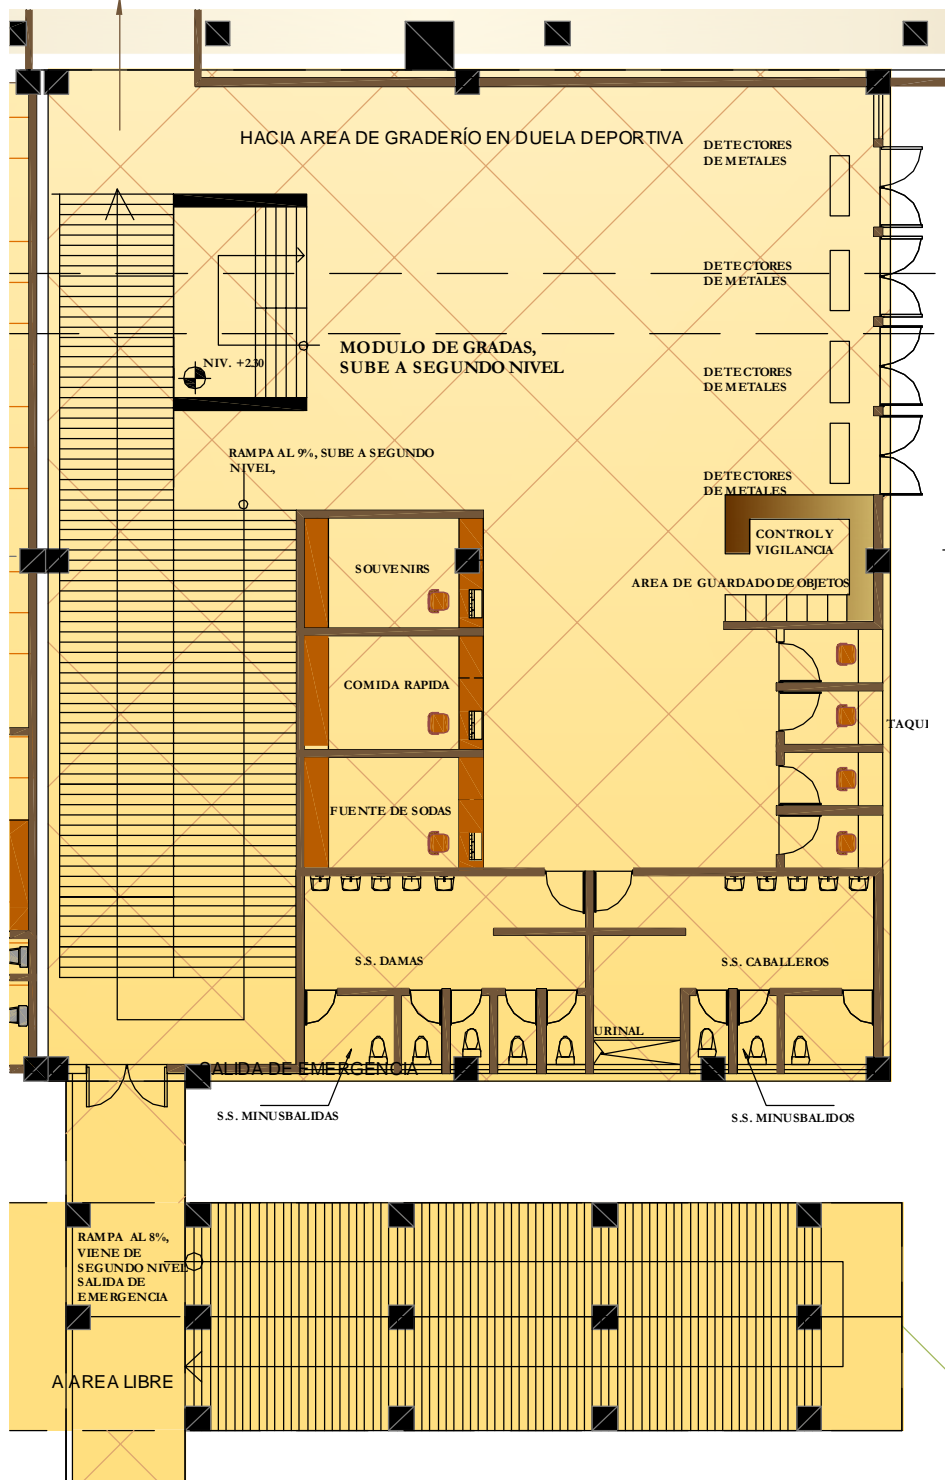 HACIA AREA DE GRADERÍO EN DUELA DEPORTIVA
DETECTORES
DE METALES
DETECTORES
DE METALES
MODULO DE GRADAS,
SUBE A SEGUNDO NIVEL
NIV. +2.30
DETECTORES
DE METALES
RAMPA AL 9%, SUBE A SEGUNDO
NIVEL,
DETECTORES
DE METALES
CONTROL Y
VIGILANCIA
SOUVENIRS
AREA DE GUARDADO DE OBJETOS
COMIDA RAPIDA
TAQUI
FUENTE DE SODAS
S.S. DAMAS
S.S. CABALLEROS
URINAL
SALIDA DE EMERGENCIA
S.S. MINUSBALIDAS
S.S. MINUSBALIDOS
RAMPA AL 8%,
VIENE DE
SEGUNDO NIVEL
SALIDA DE
EMERGENCIA
A AREA LIBRE